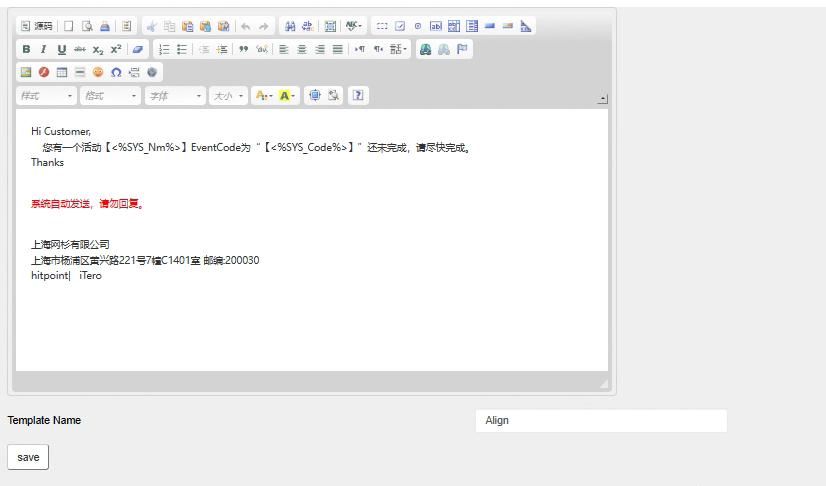 源码
B I U abc X₂ X²
样式 格式 字体 大小 A A
Hi Customer,
您有一个活动【<%SYS_Nm%>】EventCode为“【<%SYS_Code%>】”还未完成，请尽快完成。
Thanks
系统自动发送，请勿回复。
上海网杉有限公司
上海市杨浦区黄兴路221号7幢C1401室 邮编:200030
hitpoint| iTero
Template Name Align
save